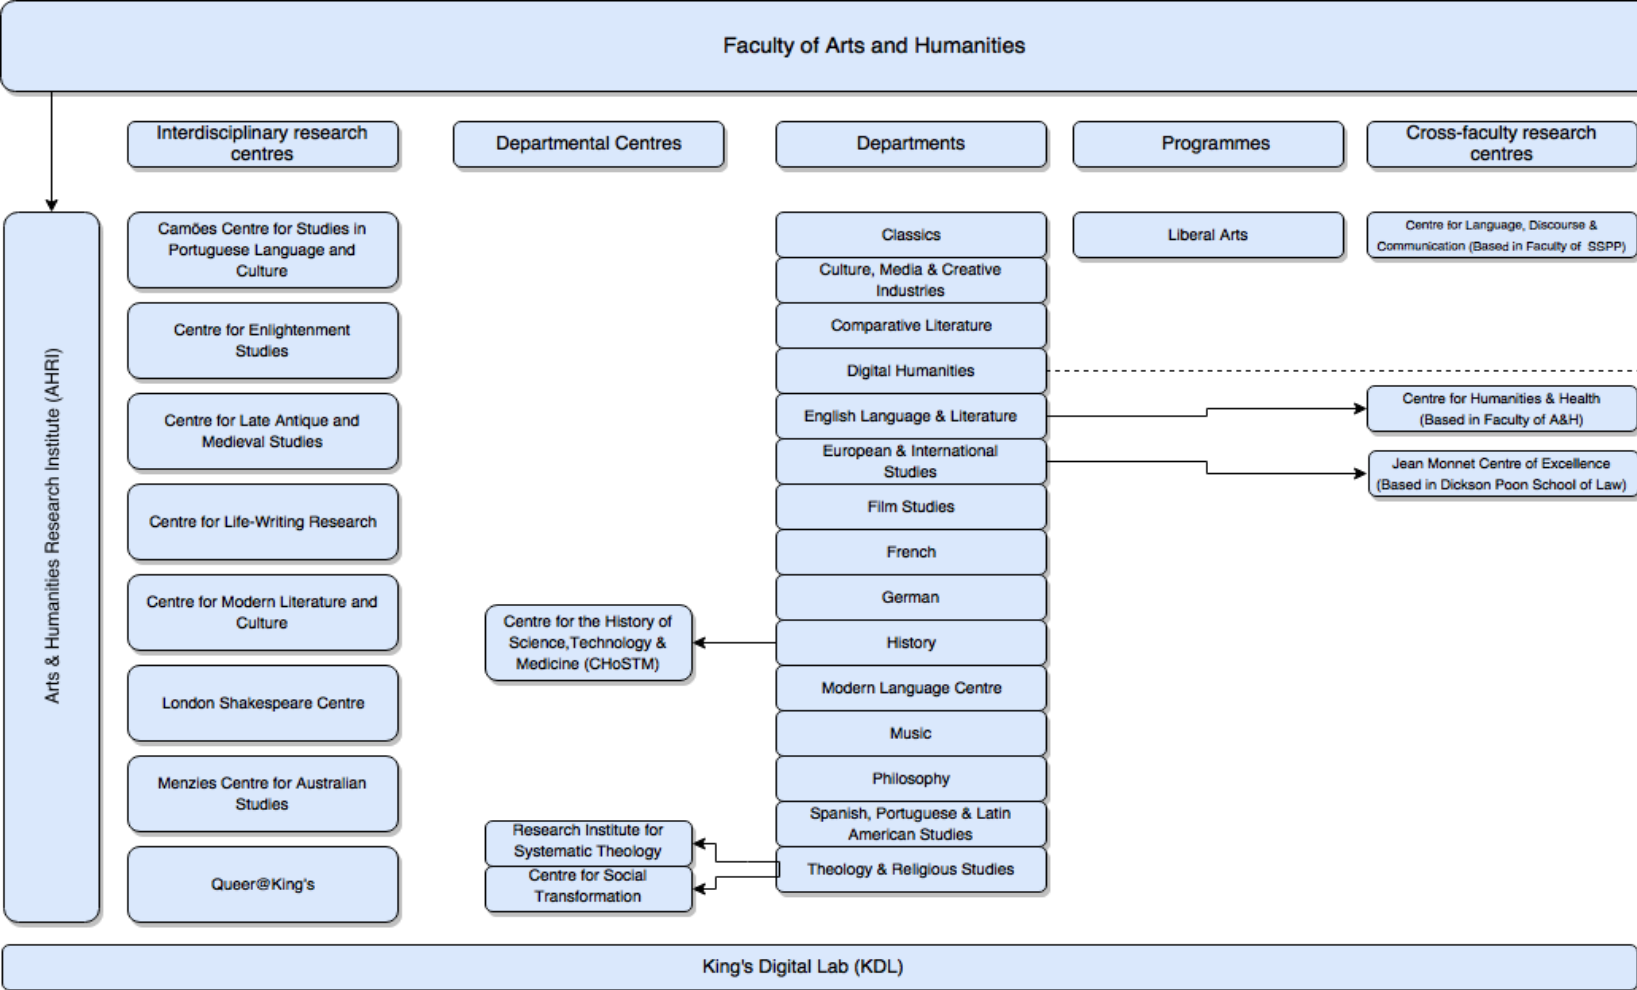 Faculty of Arts and Humanities
Interdisciplinary research
centres
Departmental Centres
Departments
Programmes
Cross-faculty research
centres
Arts & Humanities Research Institute (AHRI)
Camões Centre for Studies in
Portuguese Language and
Culture
Centre for Enlightenment
Studies
Centre for Late Antique and
Medieval Studies
Centre for Life-Writing Research
Centre for Modern Literature and
Culture
London Shakespeare Centre
Menzies Centre for Australian
Studies
Queer@King's
Centre for the History of
Science,Technology &
Medicine (CHoSTM)
Research Institute for
Systematic Theology
Centre for Social
Transformation
Classics
Culture, Media & Creative
Industries
Comparative Literature
Digital Humanities
English Language & Literature
European & International
Studies
Film Studies
French
German
History
Modern Language Centre
Music
Philosophy
Spanish, Portuguese & Latin
American Studies
Theology & Religious Studies
Liberal Arts
Centre for Language, Discourse &
Communication (Based in Faculty of SSPP)
Centre for Humanities & Health
(Based in Faculty of A&H)
Jean Monnet Centre of Excellence
(Based in Dickson Poon School of Law)
King's Digital Lab (KDL)